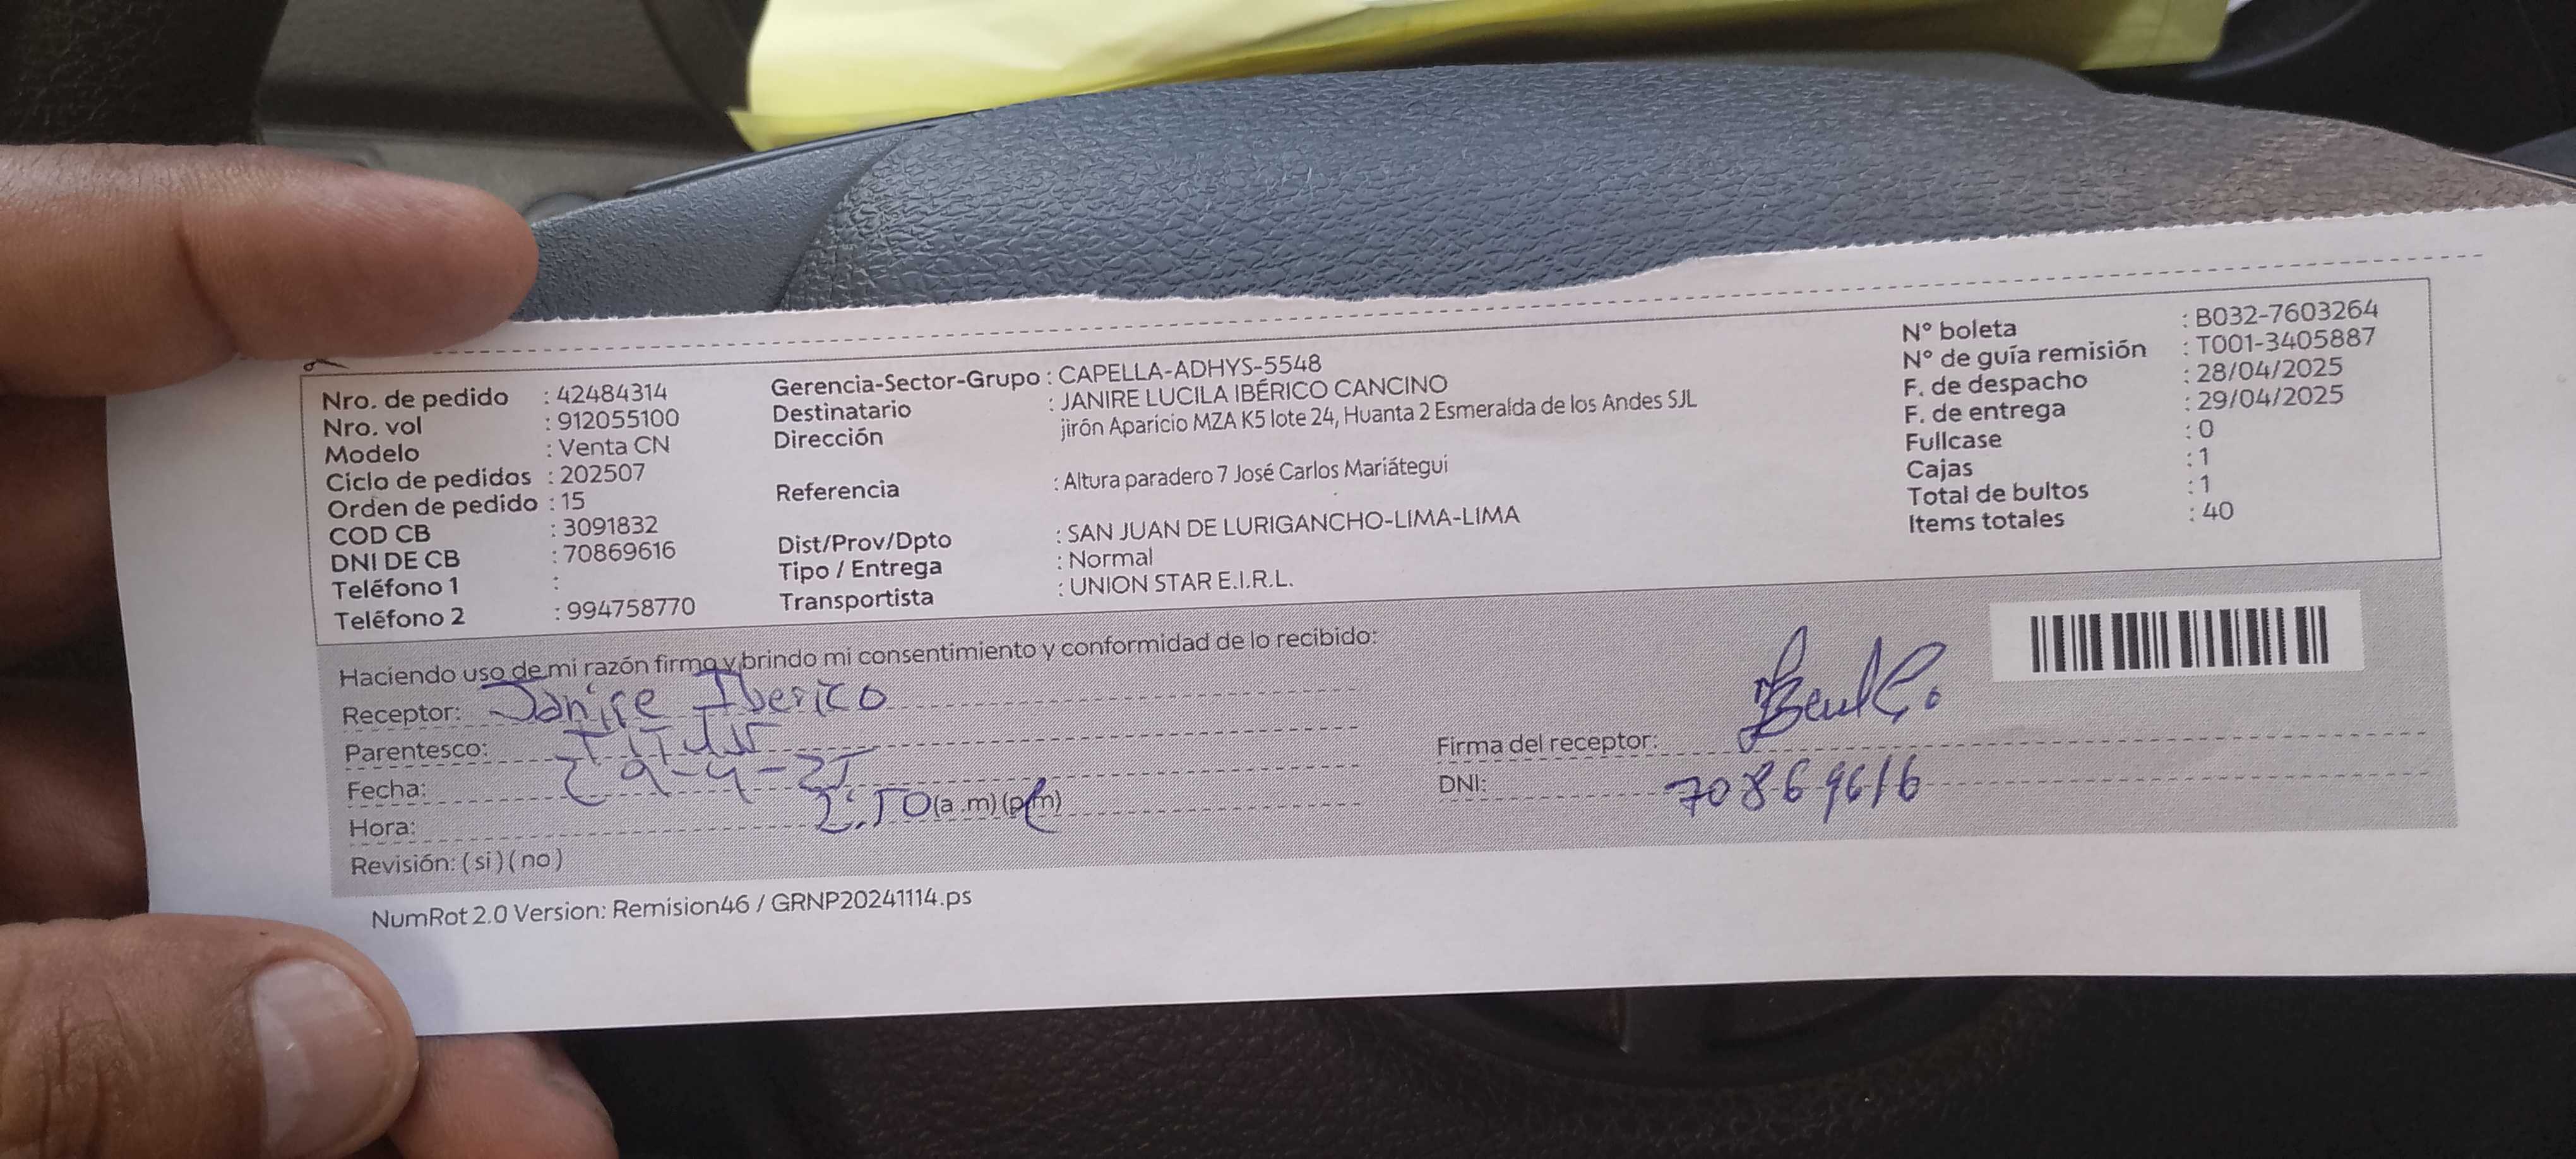 Nro. de pedido : 42484314
Nro. vol : 912055100
Modelo : Venta CN
Ciclo de pedidos : 202507
Orden de pedido : 15
COD CB : 3091832
DNI DE CB : 70869616
Teléfono 1 :
Teléfono 2 : 994758770
Gerencia-Sector-Grupo : CAPELLA-ADHYS-5548
Destinatario : JANIRE LUCILA IBÉRICO CANCINO
Dirección jirón Aparicio MZA K5 lote 24, Huanta 2 Esmeralda de los Andes SJL
Referencia : Altura paradero 7 José Carlos Mariátegui
Dist/Prov/Dpto : SAN JUAN DE LURIGANCHO-LIMA-LIMA
Tipo / Entrega : Normal
Transportista : UNION STAR E.I.R.L.
N° boleta : B032-7603264
N° de guía remisión : T001-3405887
F. de despacho : 28/04/2025
F. de entrega : 29/04/2025
Fullcase : 0
Cajas : 1
Total de bultos : 1
Items totales : 40
Haciendo uso de mi razón firmo y brindo mi consentimiento y conformidad de lo recibido:
Receptor: Janire Iberico
Parentesco:
Fecha: 29-4-25
Hora: 2:50 (a.m) (p.m)
Revisión: (si) (no)
Firma del receptor:
DNI: 70869616
NumRot 2.0 Version: Remision46 / GRNP20241114.ps